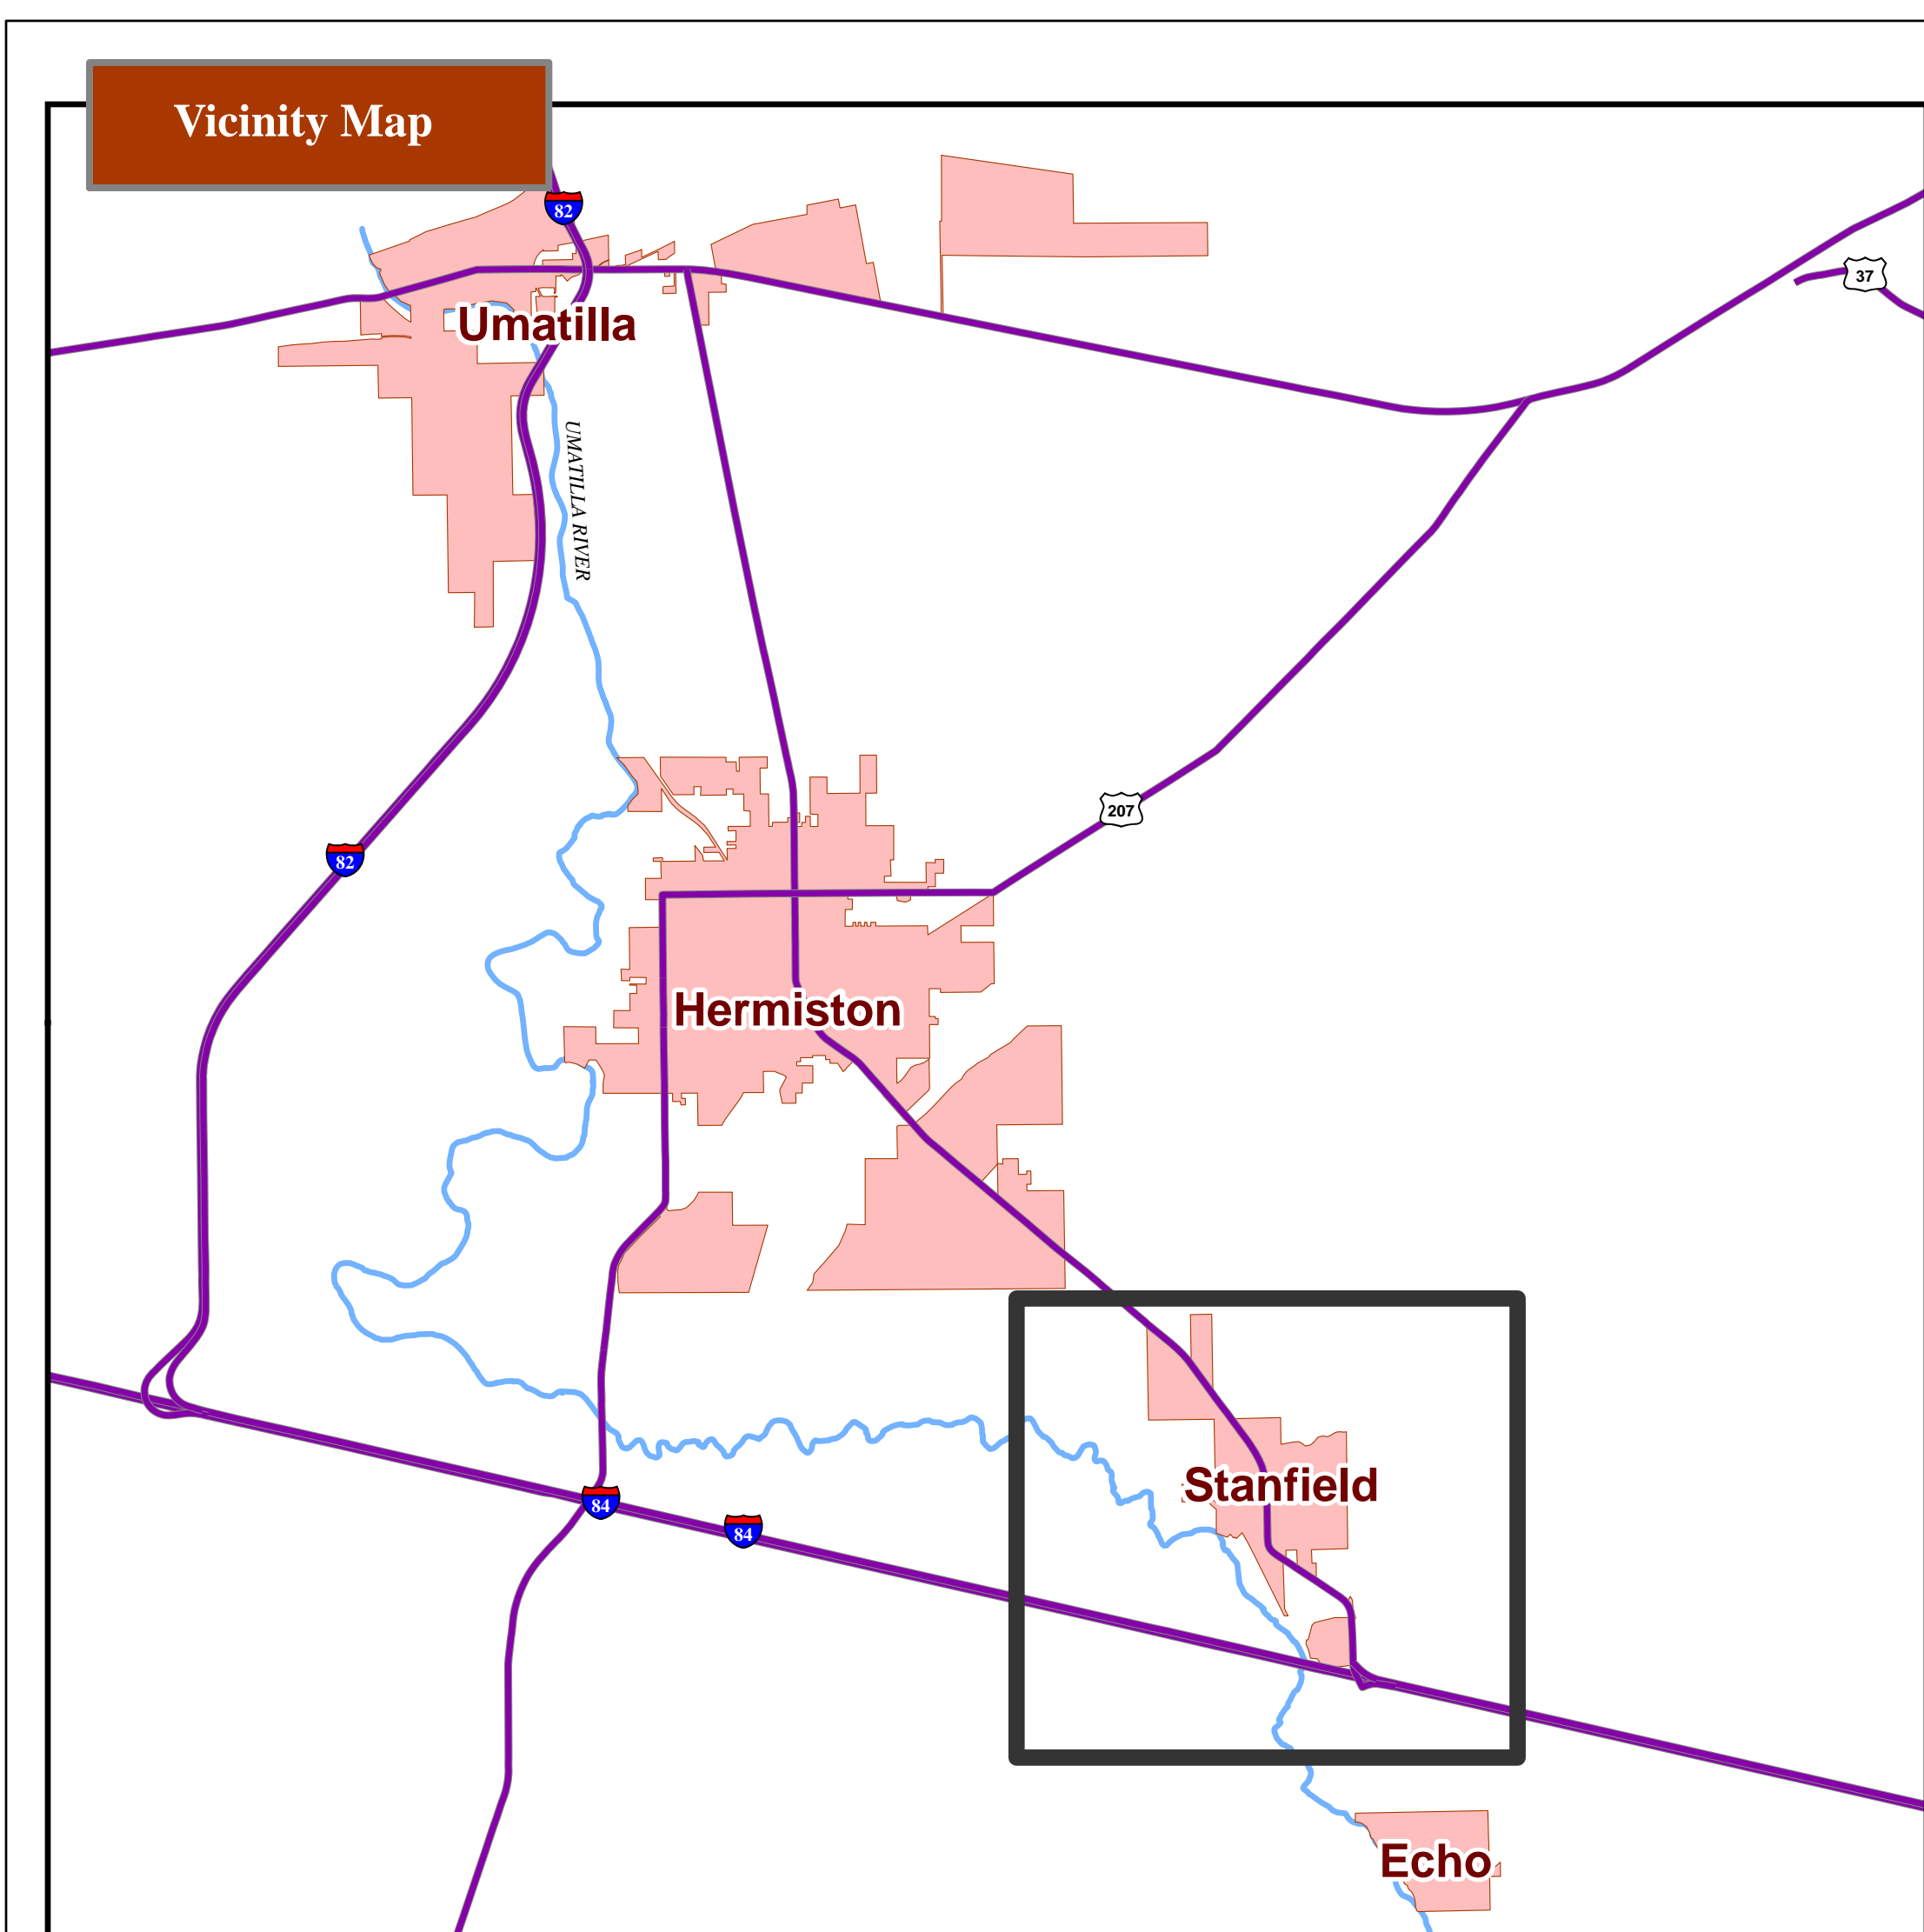 Vicinity Map
82
37
Umatilla
UMATILLA RIVER
207
82
Hermiston
Stanfield
84
84
Echo